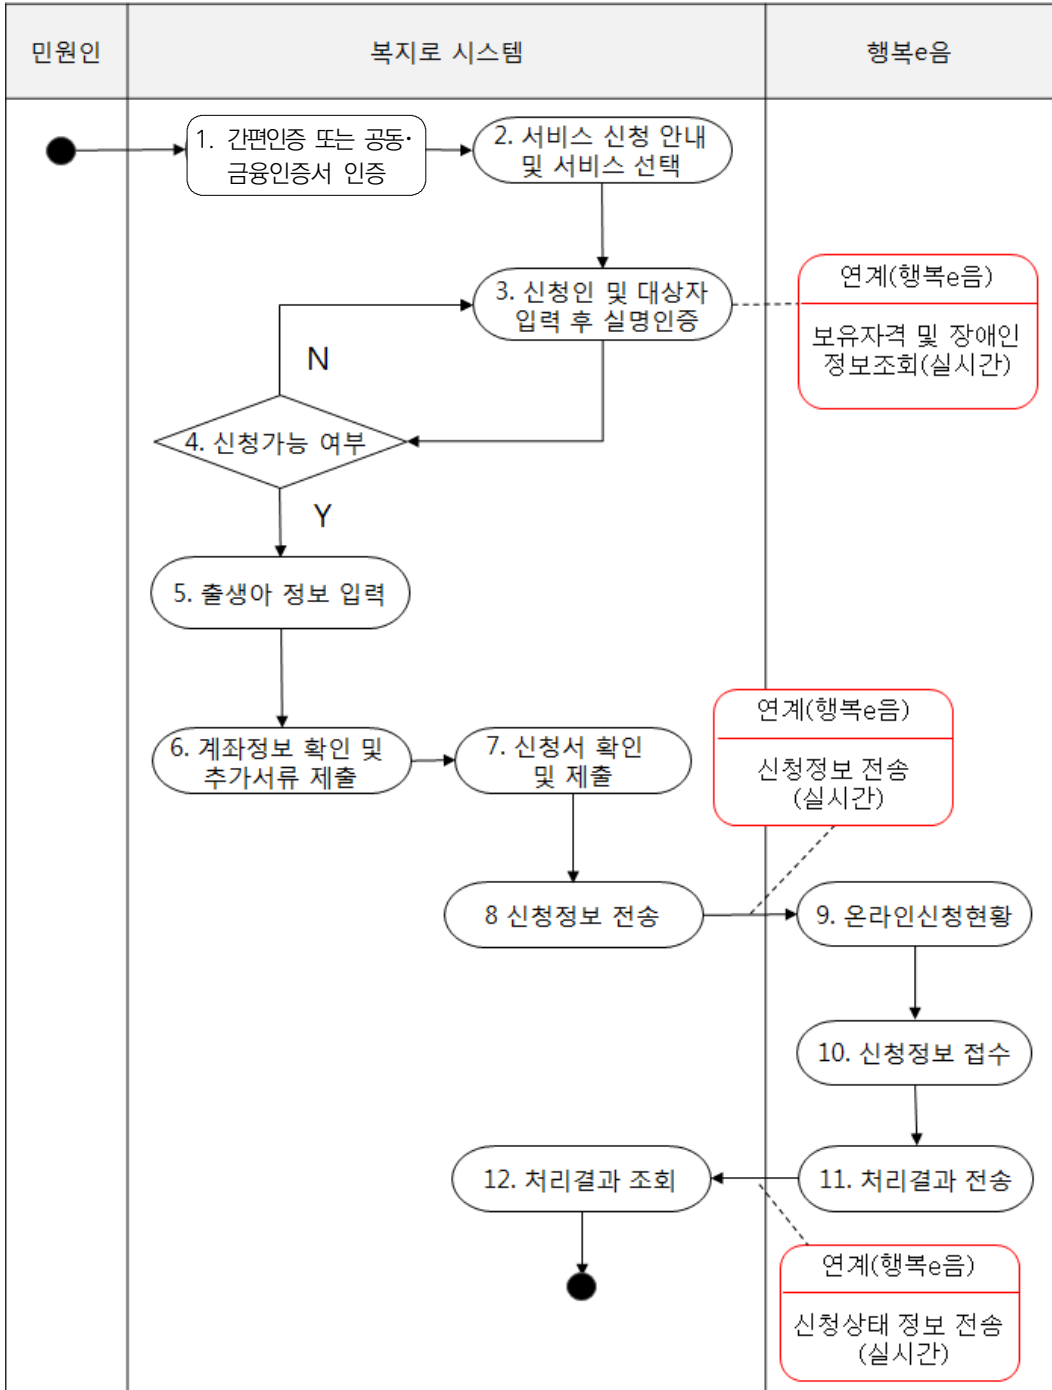 민원인
복지로 시스템
행복e음
1. 간편인증 또는 공동·
금융인증서 인증
2. 서비스 신청 안내
및 서비스 선택
3. 신청인 및 대상자
입력 후 실명인증
연계(행복e음)
보유자격 및 장애인
정보조회(실시간)
N
4. 신청가능 여부
Y
5. 출생아 정보 입력
6. 계좌정보 확인 및
추가서류 제출
7. 신청서 확인
및 제출
연계(행복e음)
신청정보 전송
(실시간)
8 신청정보 전송
9. 온라인신청현황
10. 신청정보 접수
11. 처리결과 전송
12. 처리결과 조회
연계(행복e음)
신청상태 정보 전송
(실시간)